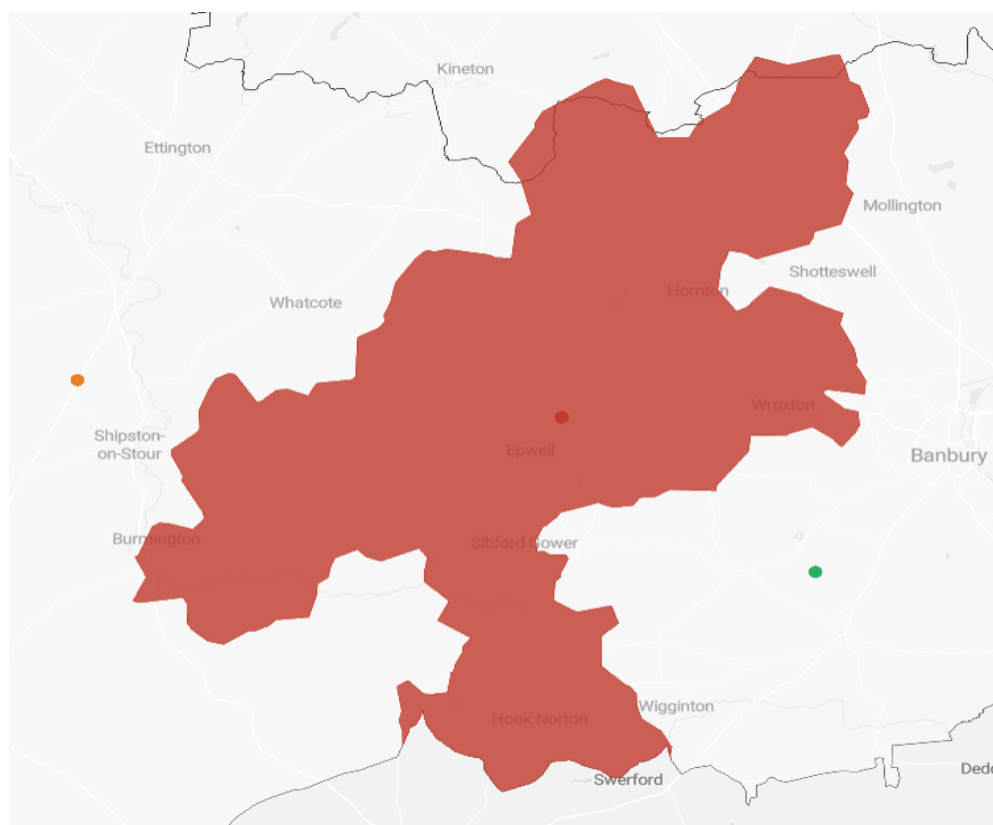 Kineton
Ettington
Mollington
Shotteswell
Hornton
Whatcote
Wroxton
Shipston-
on-Stour
Epwell
Banbury
Burmington
Sibford Gower
Wigginton
Hook Norton
Swerford
Dedd